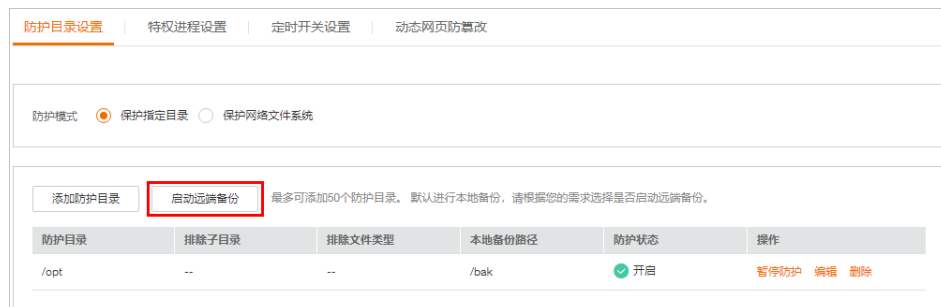 防护目录设置 特权进程设置 定时开关设置 动态网页防篡改
防护模式 保护指定目录 保护网络文件系统
添加防护目录 启动远端备份 最多可添加50个防护目录。 默认进行本地备份，请根据您的需求选择是否启动远端备份。
防护目录 排除子目录 排除文件类型 本地备份路径 防护状态 操作
/opt -- -- /bak 开启 暂停防护 编辑 删除